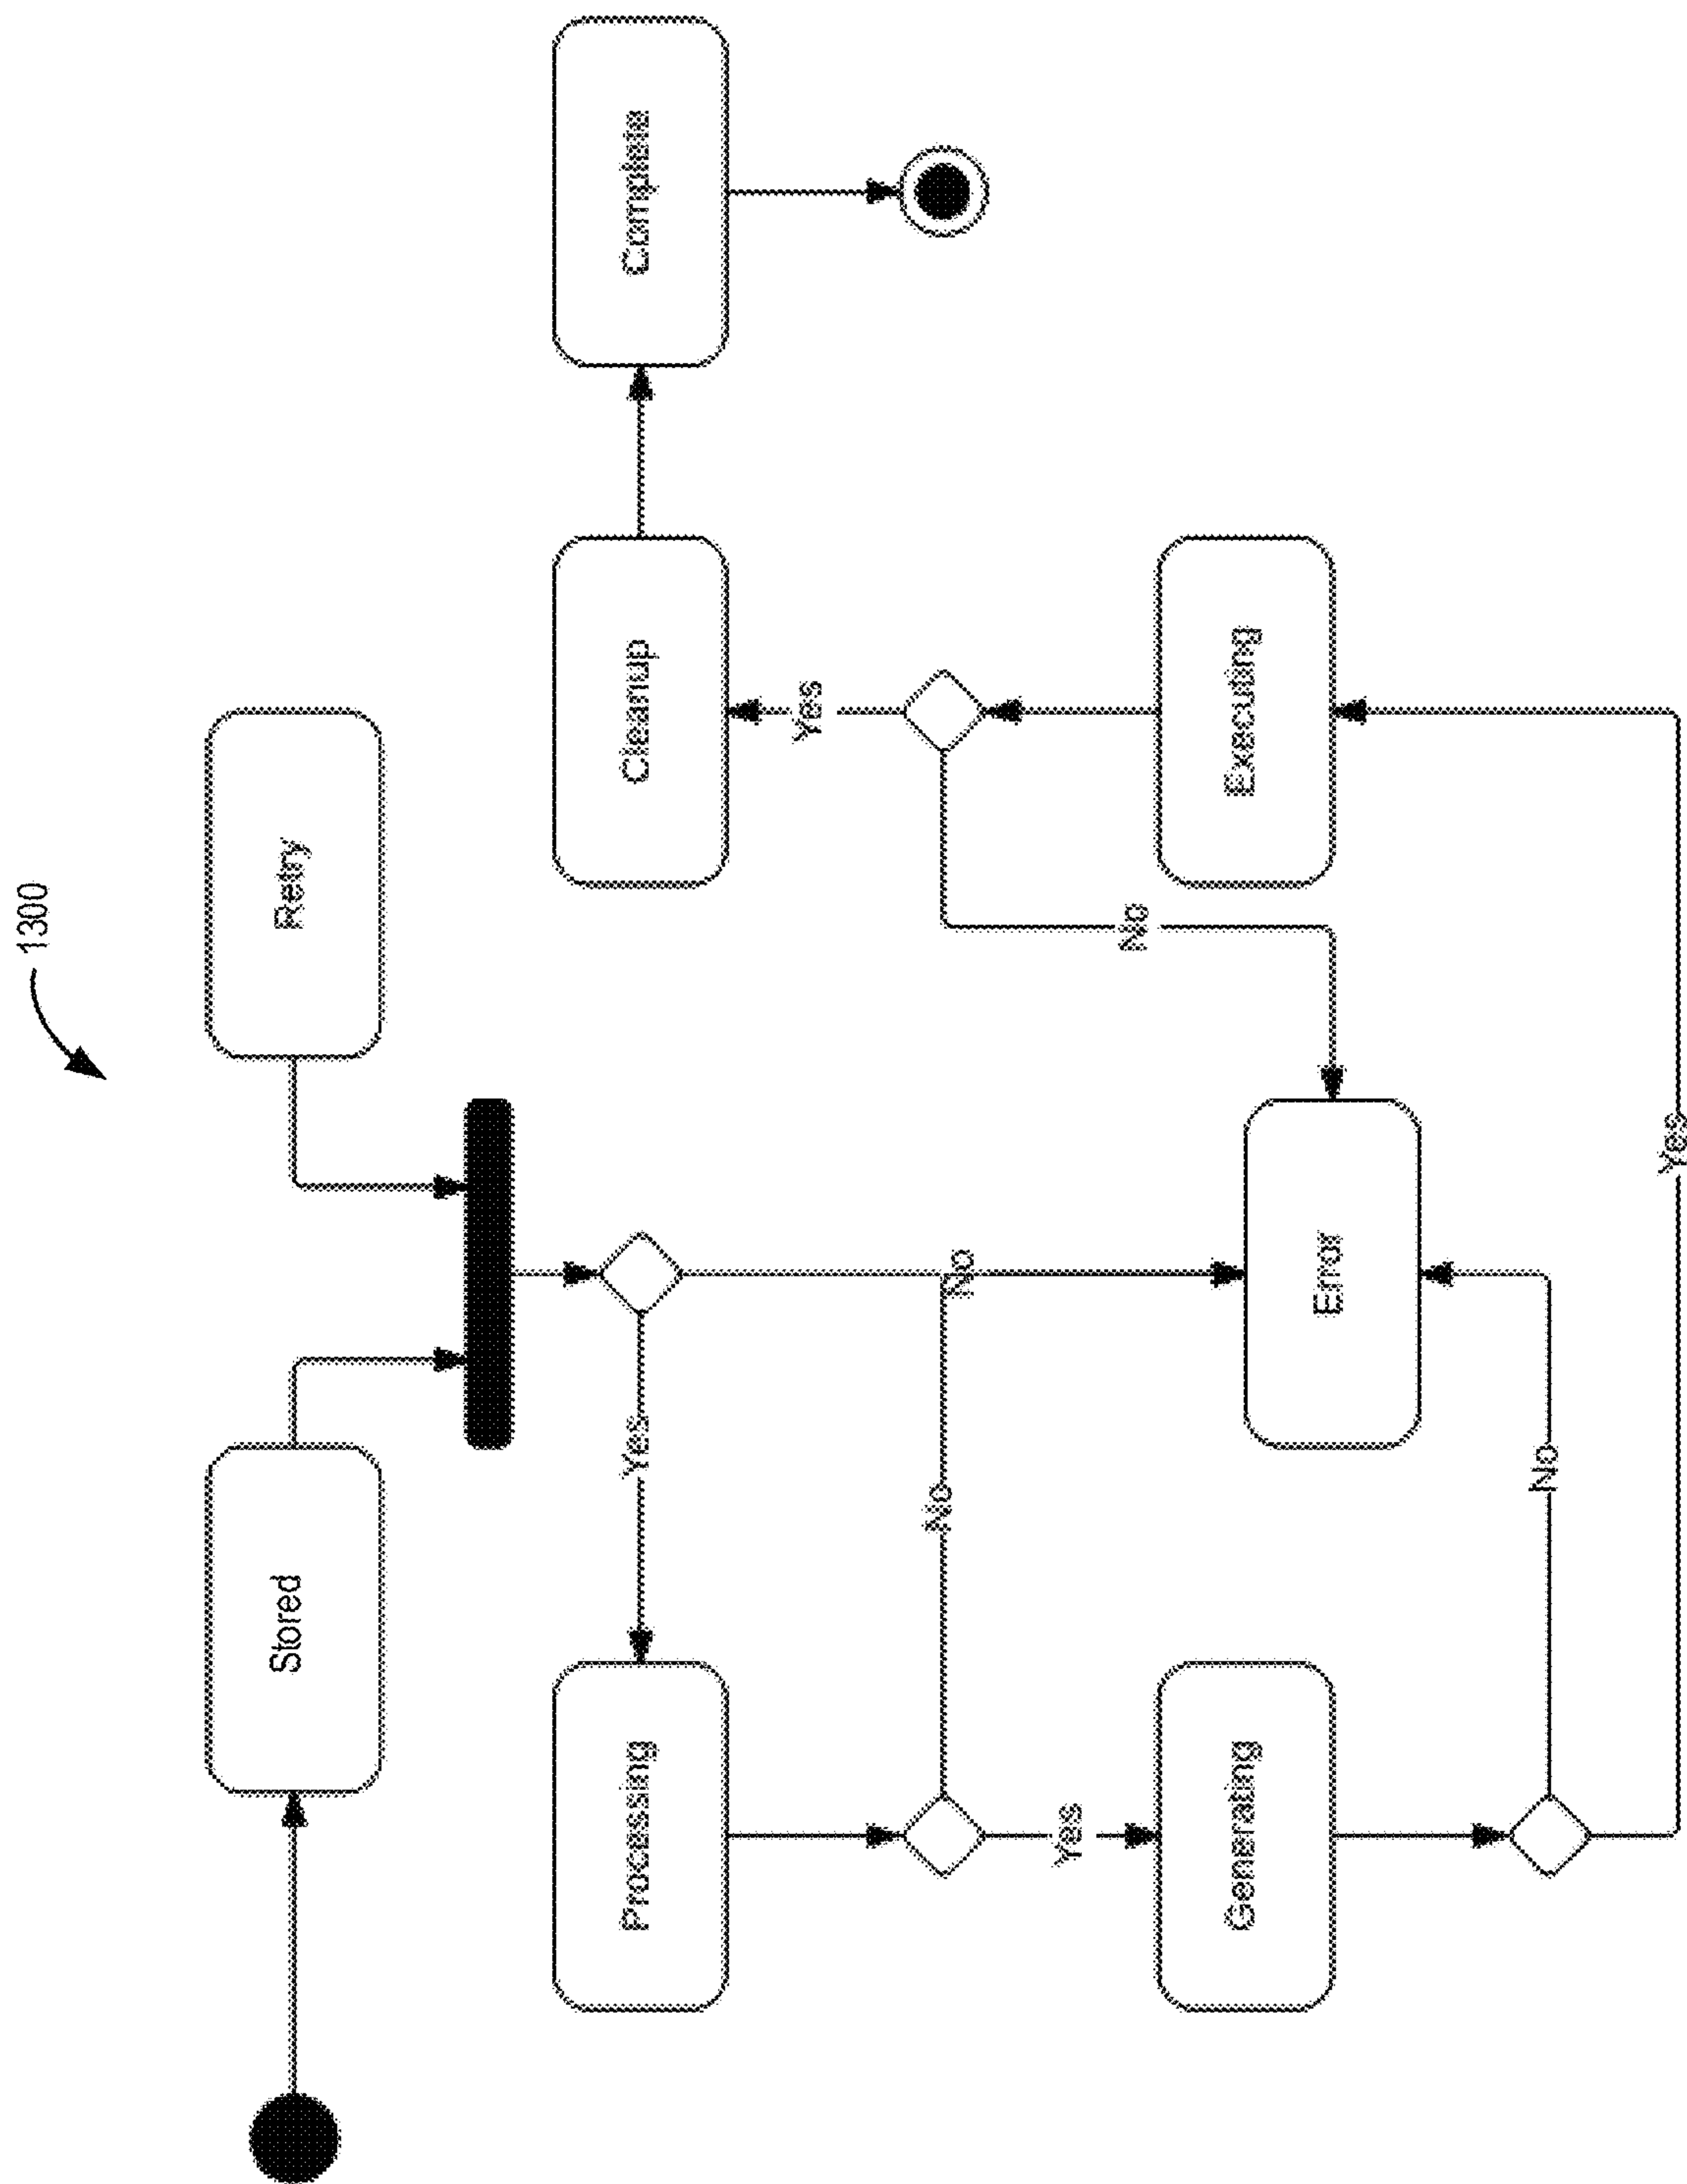 1300
Stored
Retry
Processing
Yes
Cleanup
Complete
Yes
No
No
Yes
No
Generating
Executing
Error
No
Yes